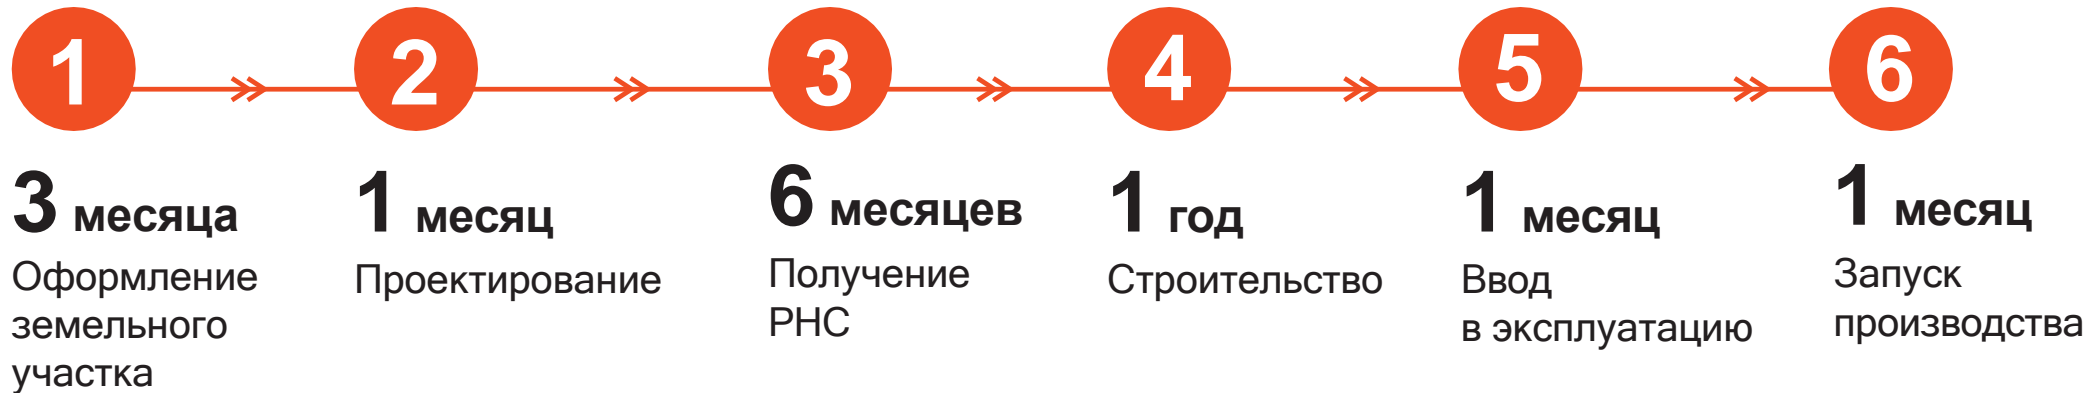 1
2
3
4
5
6
3 месяца
Оформление
земельного
участка
1 месяц
Проектирование
6 месяцев
Получение
РНС
1 год
Строительство
1 месяц
Ввод
в эксплуатацию
1 месяц
Запуск
производства